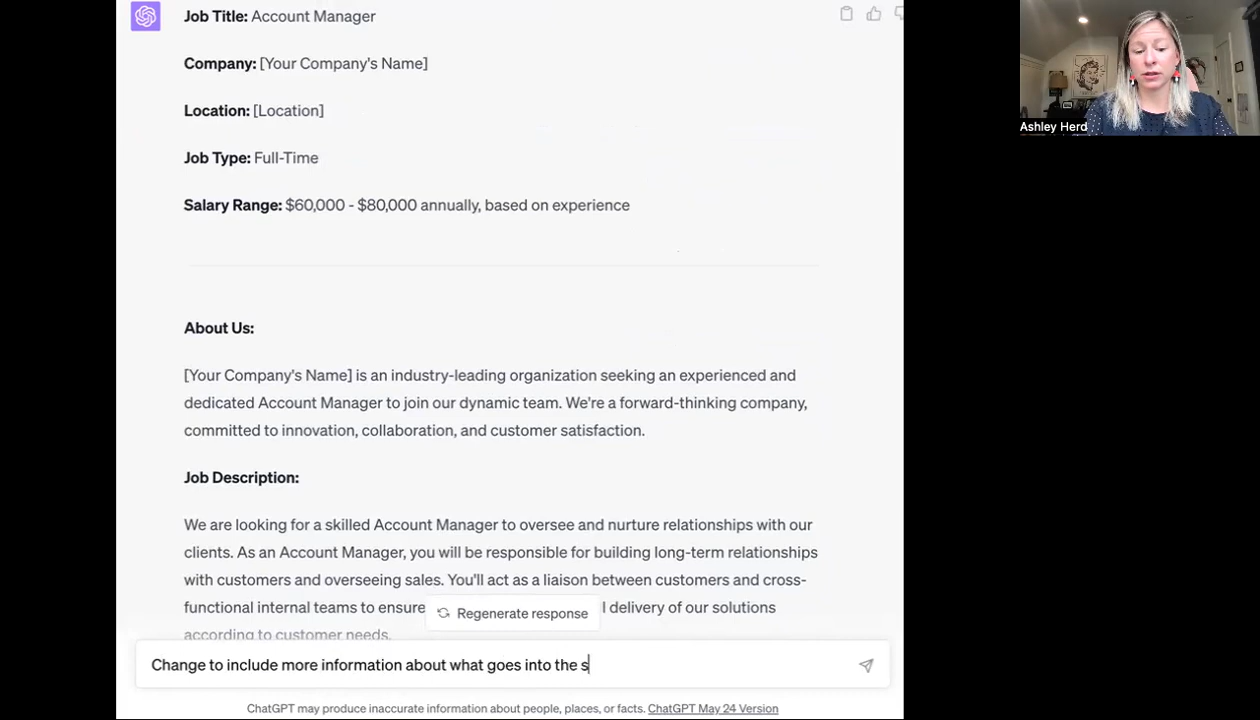 Job Title: Account Manager
Company: [Your Company's Name]
Location: [Location]
Job Type: Full-Time
Salary Range: $60,000 - $80,000 annually, based on experience
About Us:
[Your Company's Name] is an industry-leading organization seeking an experienced and
dedicated Account Manager to join our dynamic team. We're a forward-thinking company,
committed to innovation, collaboration, and customer satisfaction.
Job Description:
We are looking for a skilled Account Manager to oversee and nurture relationships with our
clients. As an Account Manager, you will be responsible for building long-term relationships
with customers and overseeing sales. You'll act as a liaison between customers and cross-
functional internal teams to ensure
Regenerate response
l delivery of our solutions
according to customer needs.
Change to include more information about what goes into the s
ChatGPT may produce inaccurate information about people, places, or facts. ChatGPT May 24 Version
Ashley Herd